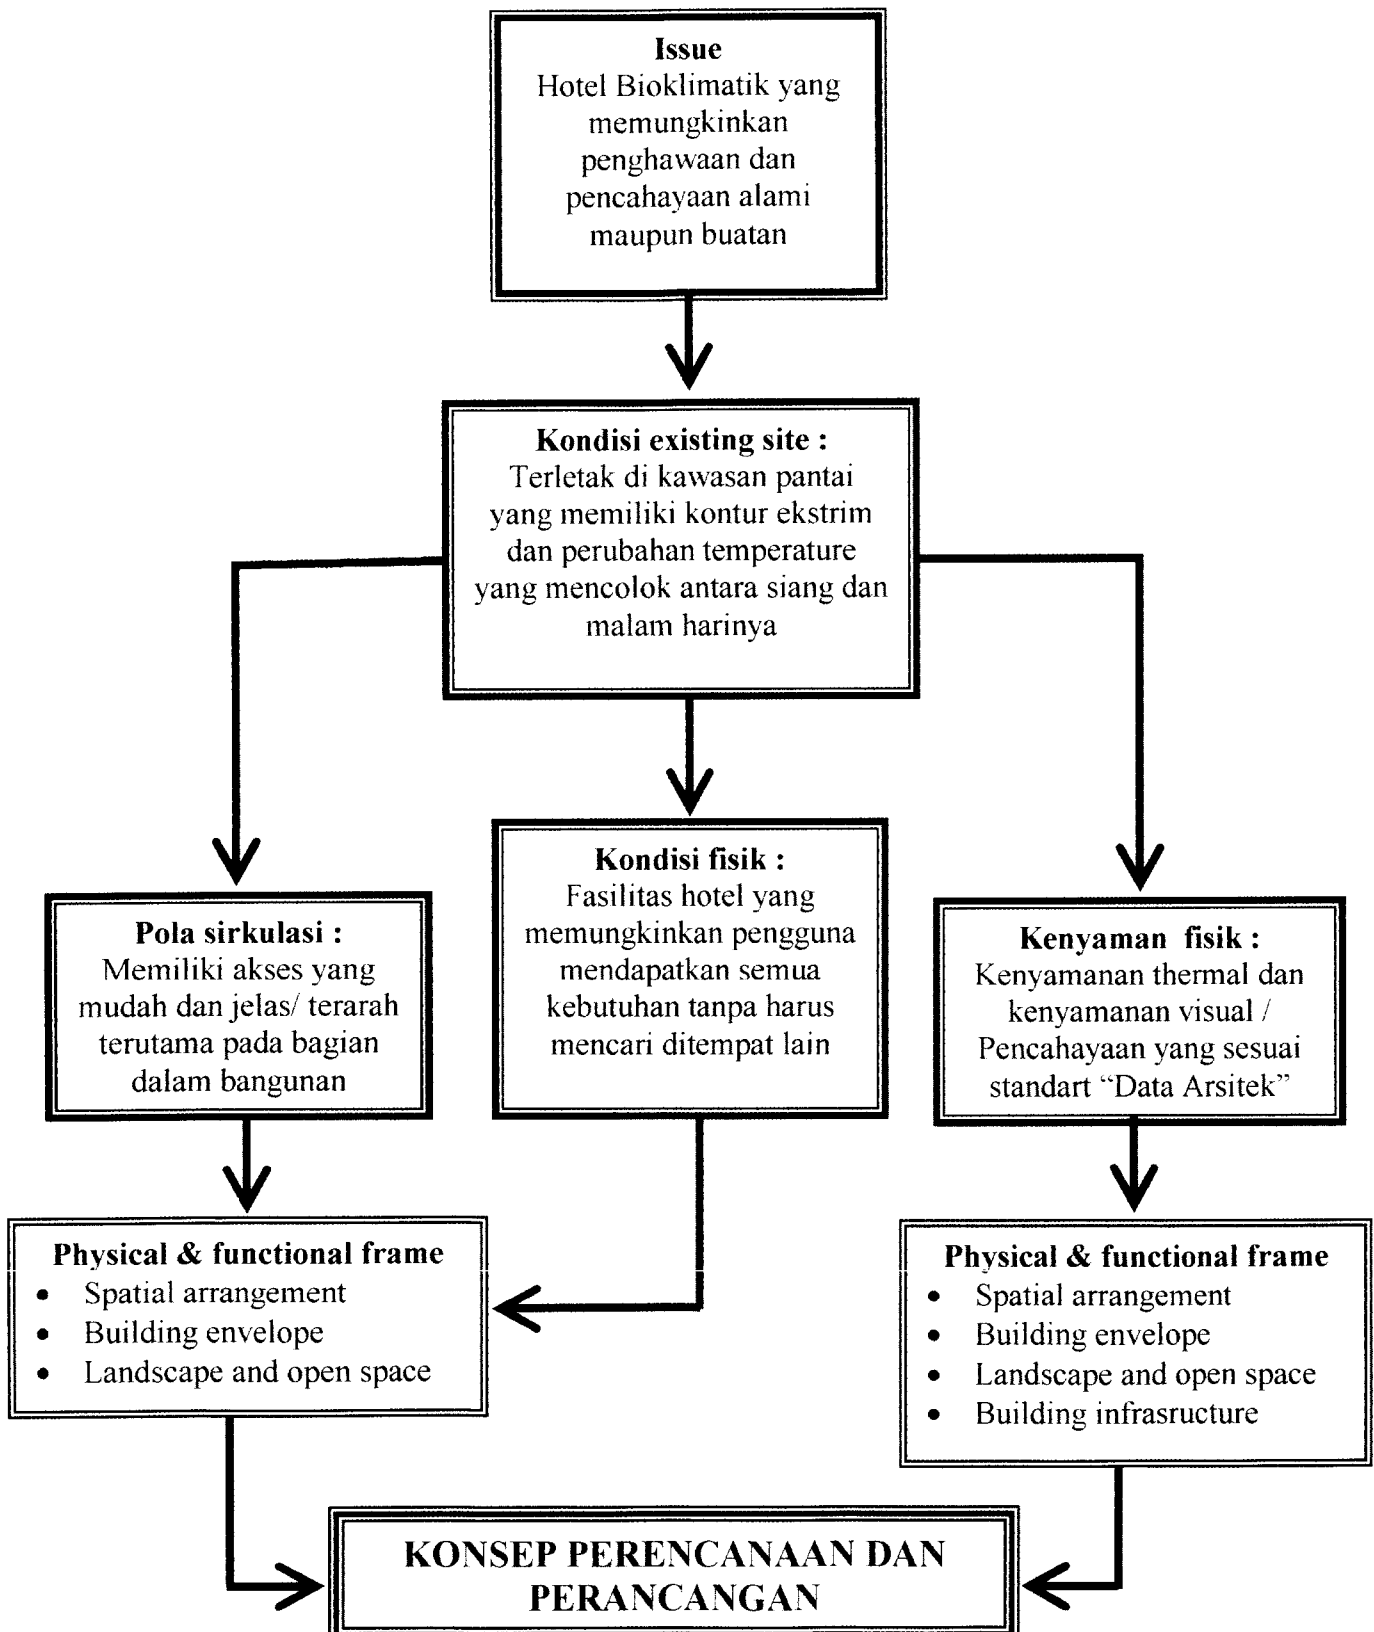 Issue
Hotel Bioklimatik yang
memungkinkan
penghawaan dan
pencahayaan alami
maupun buatan
Kondisi existing site :
Terletak di kawasan pantai
yang memiliki kontur ekstrim
dan perubahan temperature
yang mencolok antara siang dan
malam harinya
Pola sirkulasi :
Memiliki akses yang
mudah dan jelas/ terarah
terutama pada bagian
dalam bangunan
Kondisi fisik :
Fasilitas hotel yang
memungkinkan pengguna
mendapatkan semua
kebutuhan tanpa harus
mencari ditempat lain
Kenyaman fisik :
Kenyamanan thermal dan
kenyamanan visual /
Pencahayaan yang sesuai
standart “Data Arsitek”
Physical & functional frame
• Spatial arrangement
• Building envelope
• Landscape and open space
Physical & functional frame
• Spatial arrangement
• Building envelope
• Landscape and open space
• Building infrasructure
KONSEP PERENCANAAN DAN
PERANCANGAN